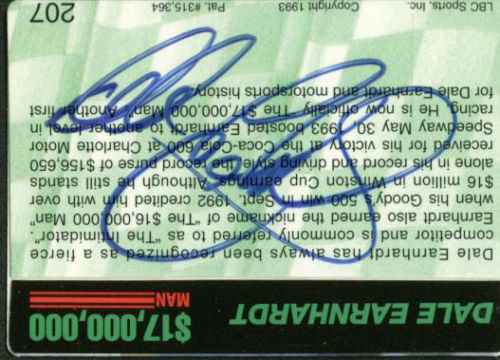 DALE EARNHARDT
$17,000,000
MAN
Dale Earnhardt has always been recognized as a fierce
competitor and is commonly referred to as "The Intimidator".
Earnhardt also earned the nickname of "The $16,000,000 Man"
when his Goody's 500 win Sept. 1992 credited him with over
$16 million in Winston Cup earnings. Although he still stands
alone in his record and driving style, the record purse of $156,650
received for his victory at the Coca-Cola 600 at Charlotte Motor
Speedway May 30, 1993 boosted Earnhardt to another level in
racing. He is now officially "The $17,000,000 Man." Another first
for Dale Earnhardt and motorsports history.
LBC Sports, Inc. Copyright 1993 Pat. #315,364 207